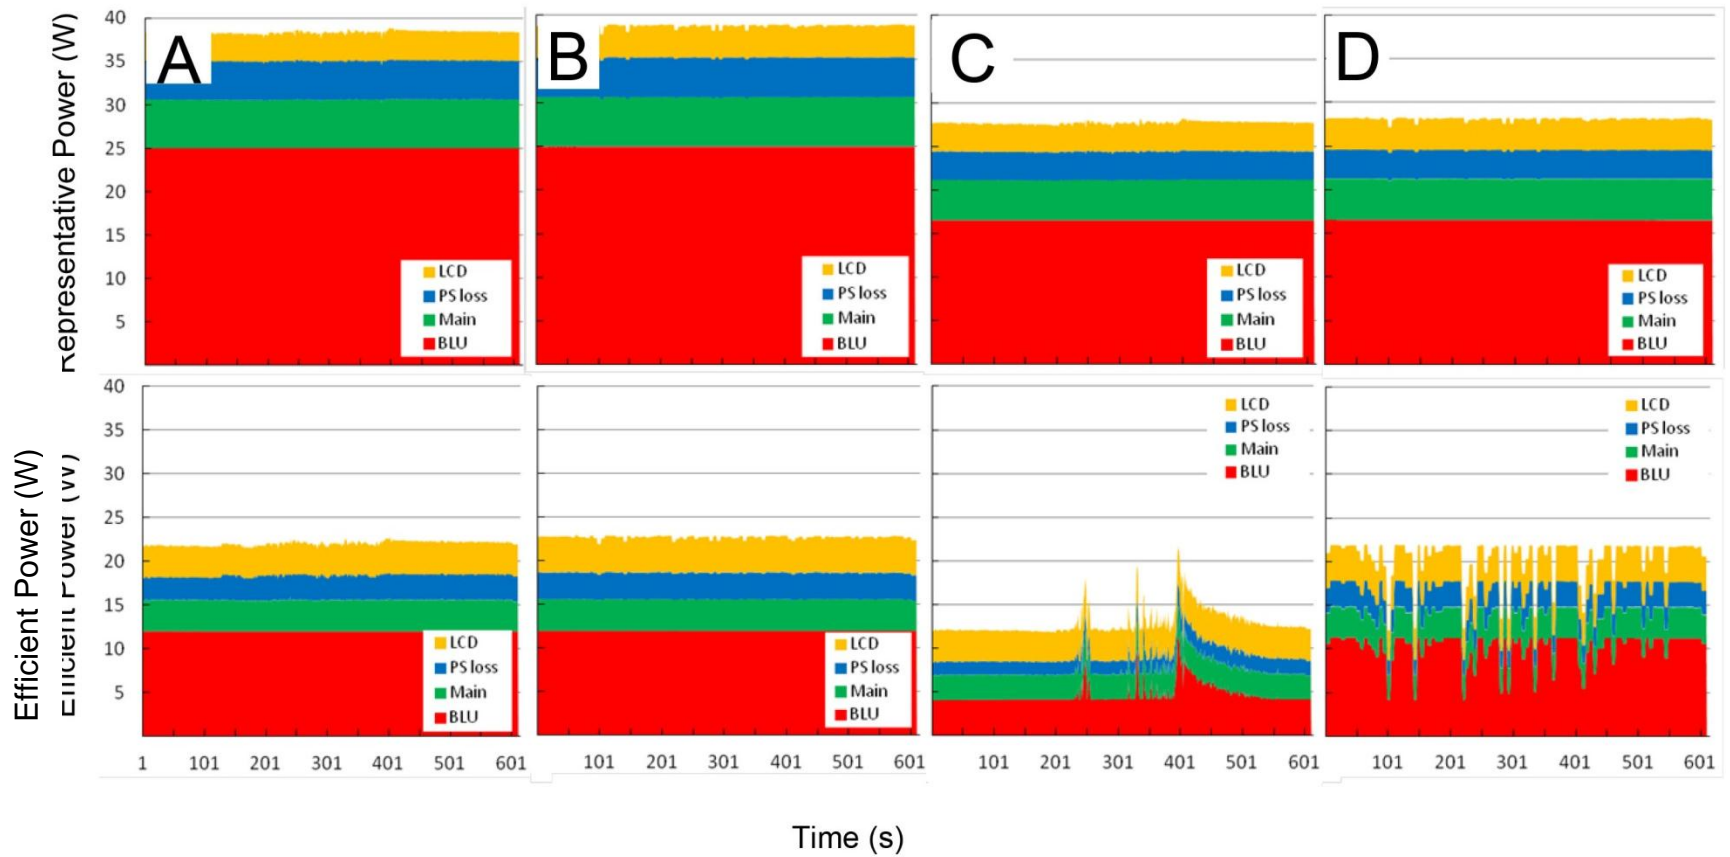 Representative Power (W)
40
35
30
25
20
15
10
5
A
LCD
PS loss
Main
BLU
B
LCD
PS loss
Main
BLU
C
LCD
PS loss
Main
BLU
D
LCD
PS loss
Main
BLU
Efficient Power (W)
Efficient Power (W)
40
35
30
25
20
15
10
5
LCD
PS loss
Main
BLU
LCD
PS loss
Main
BLU
LCD
PS loss
Main
BLU
LCD
PS loss
Main
BLU
1 101 201 301 401 501 601
101 201 301 401 501 601
101 201 301 401 501 601
101 201 301 401 501 601
Time (s)